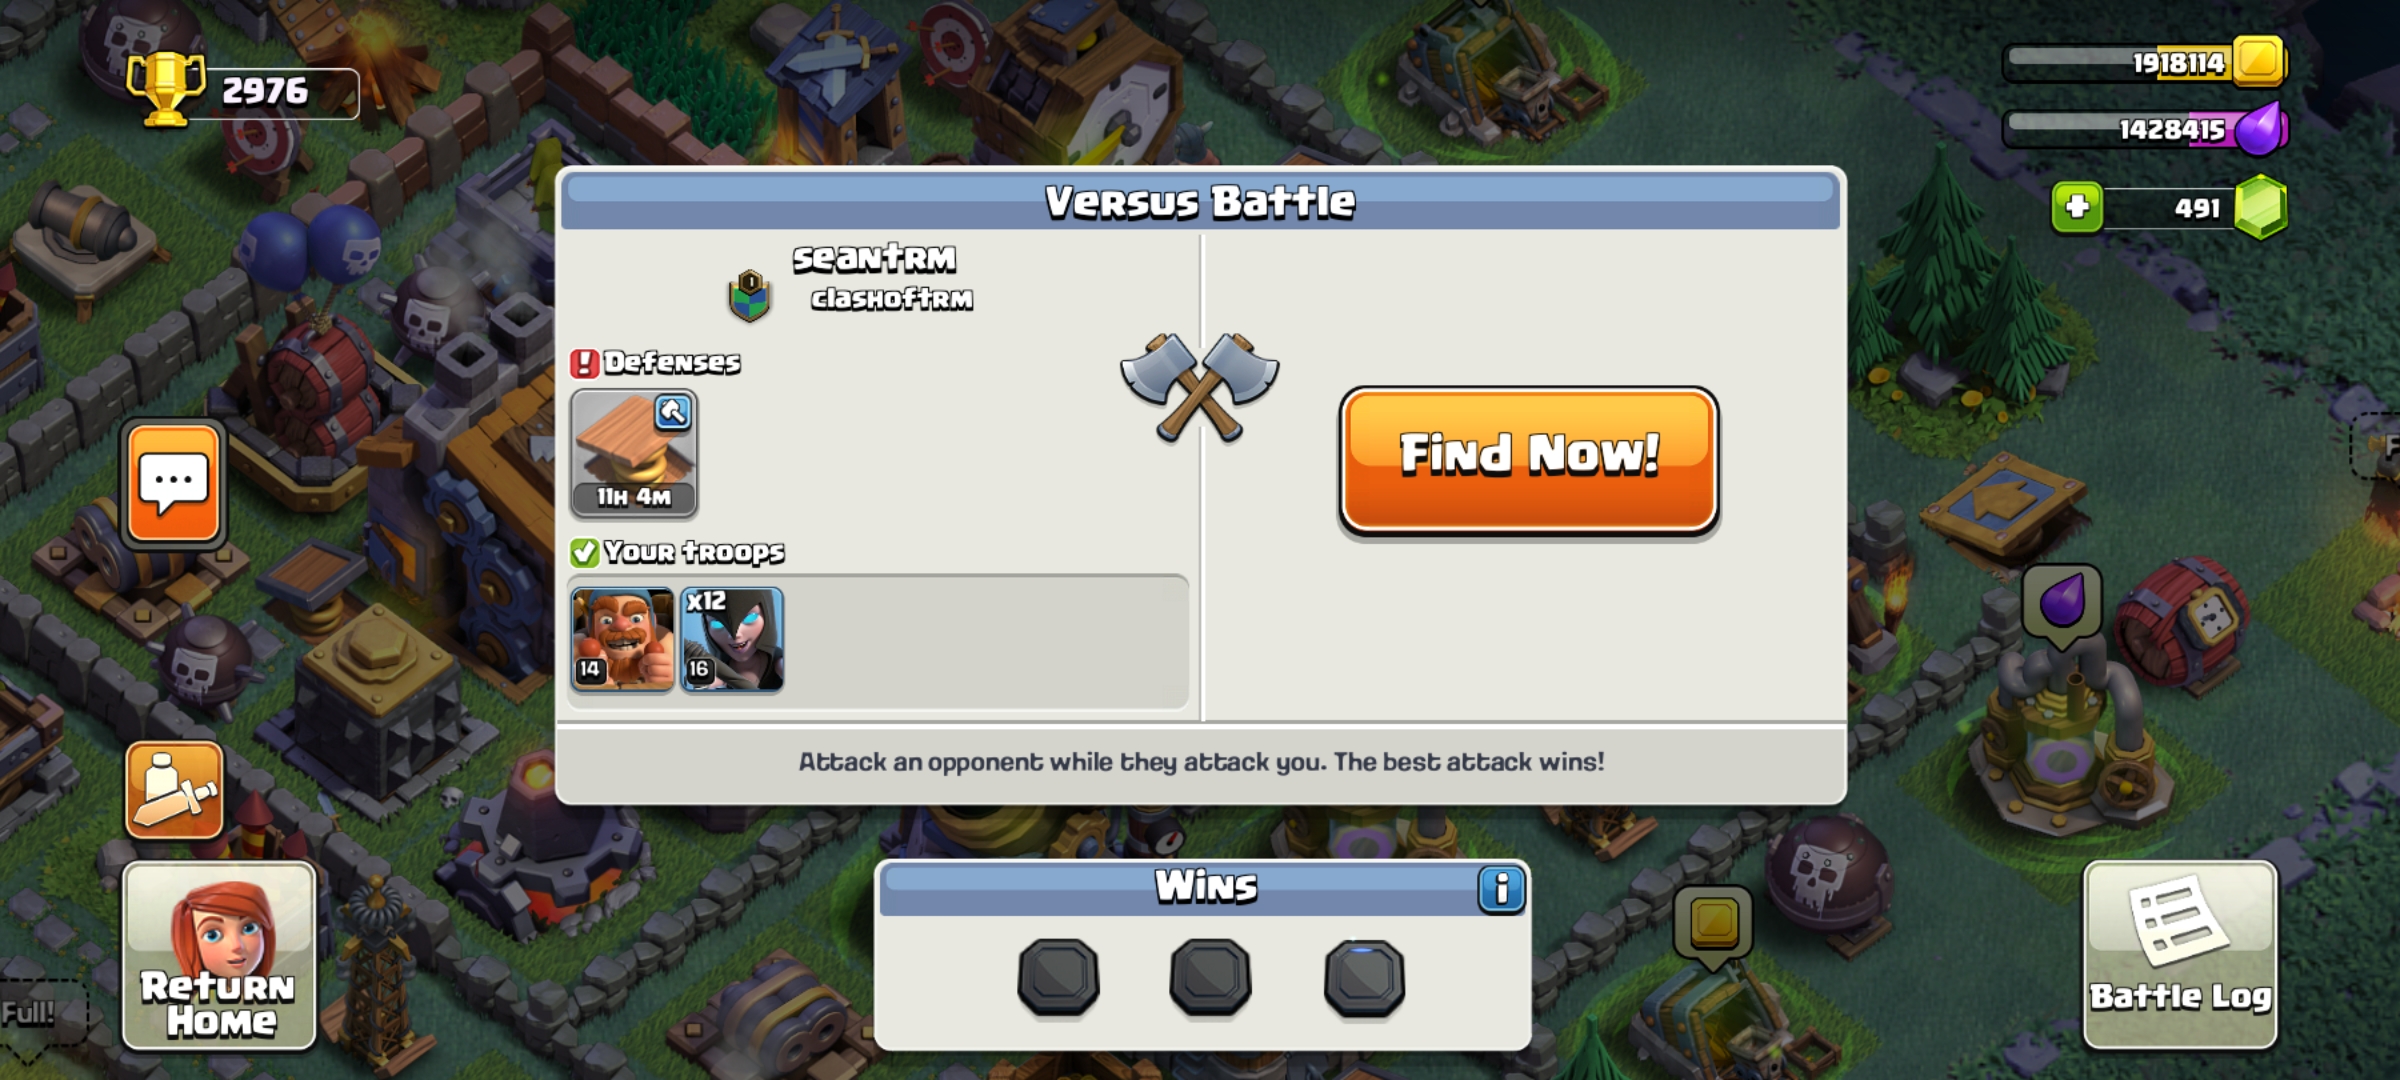 2976
1918114
1428415
491
Versus Battle
seantrm
clashoftrm
Defenses
11H 4M
Find Now!
Your troops
14
x12
16
Attack an opponent while they attack you. The best attack wins!
Wins
Return
Home
Full!
Battle Log